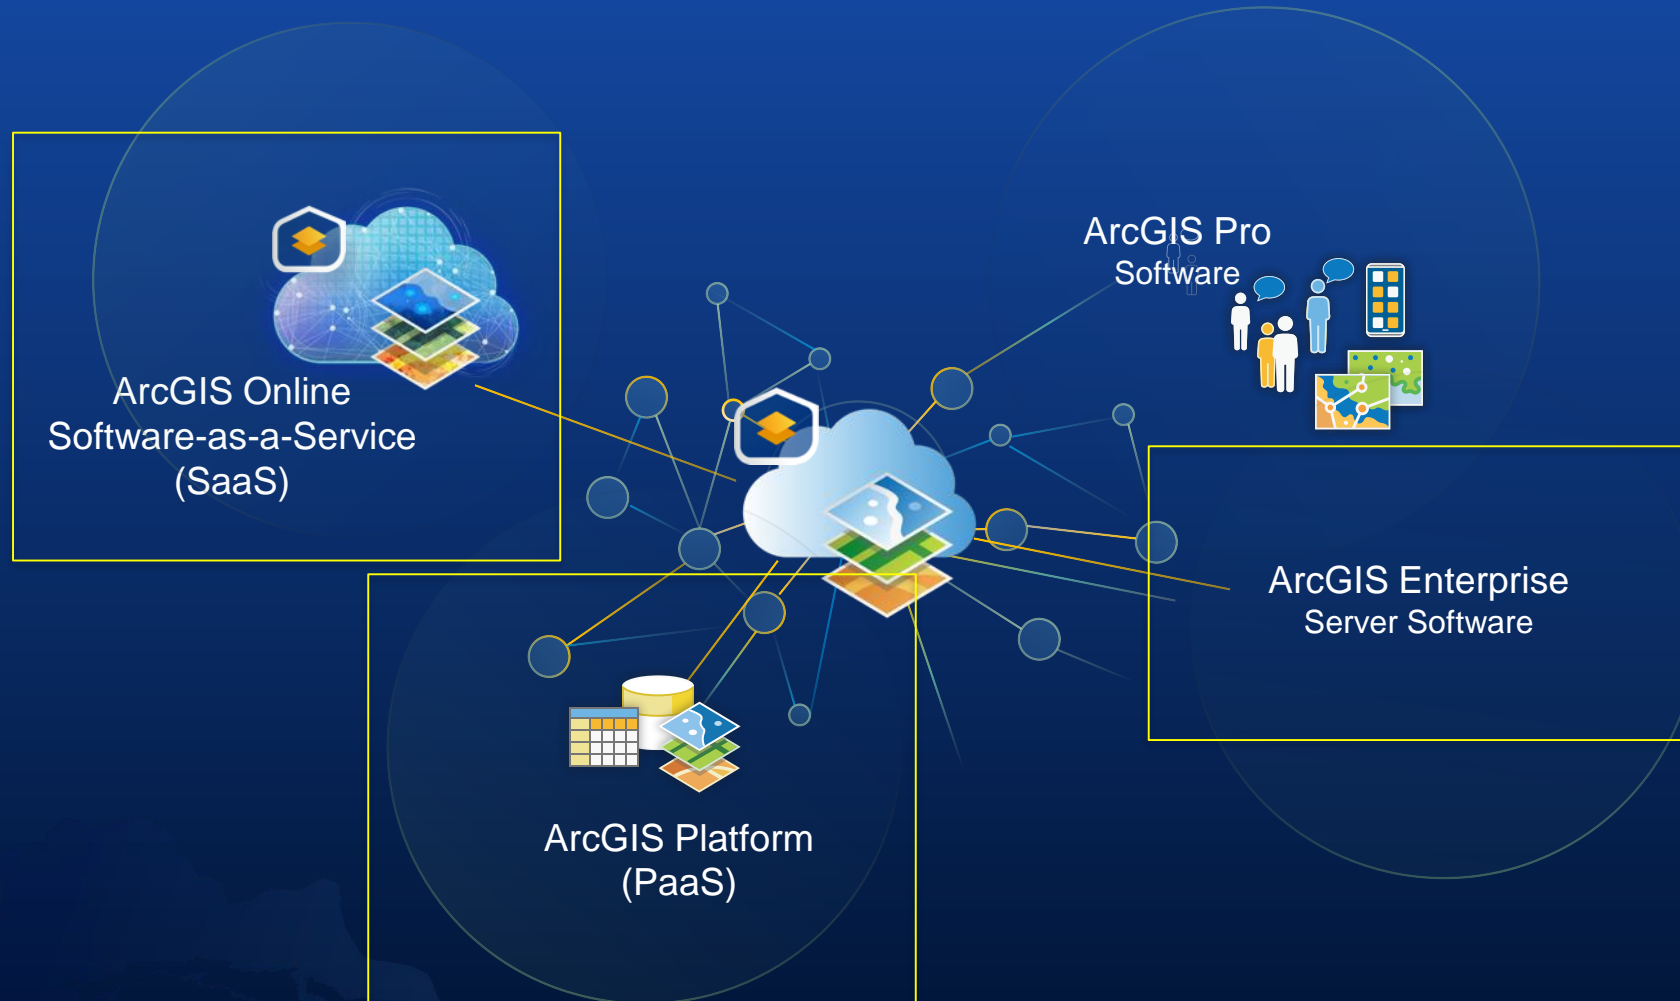 ArcGIS Online
Software-as-a-Service
(SaaS)
ArcGIS Pro
Software
ArcGIS Enterprise
Server Software
ArcGIS Platform
(PaaS)